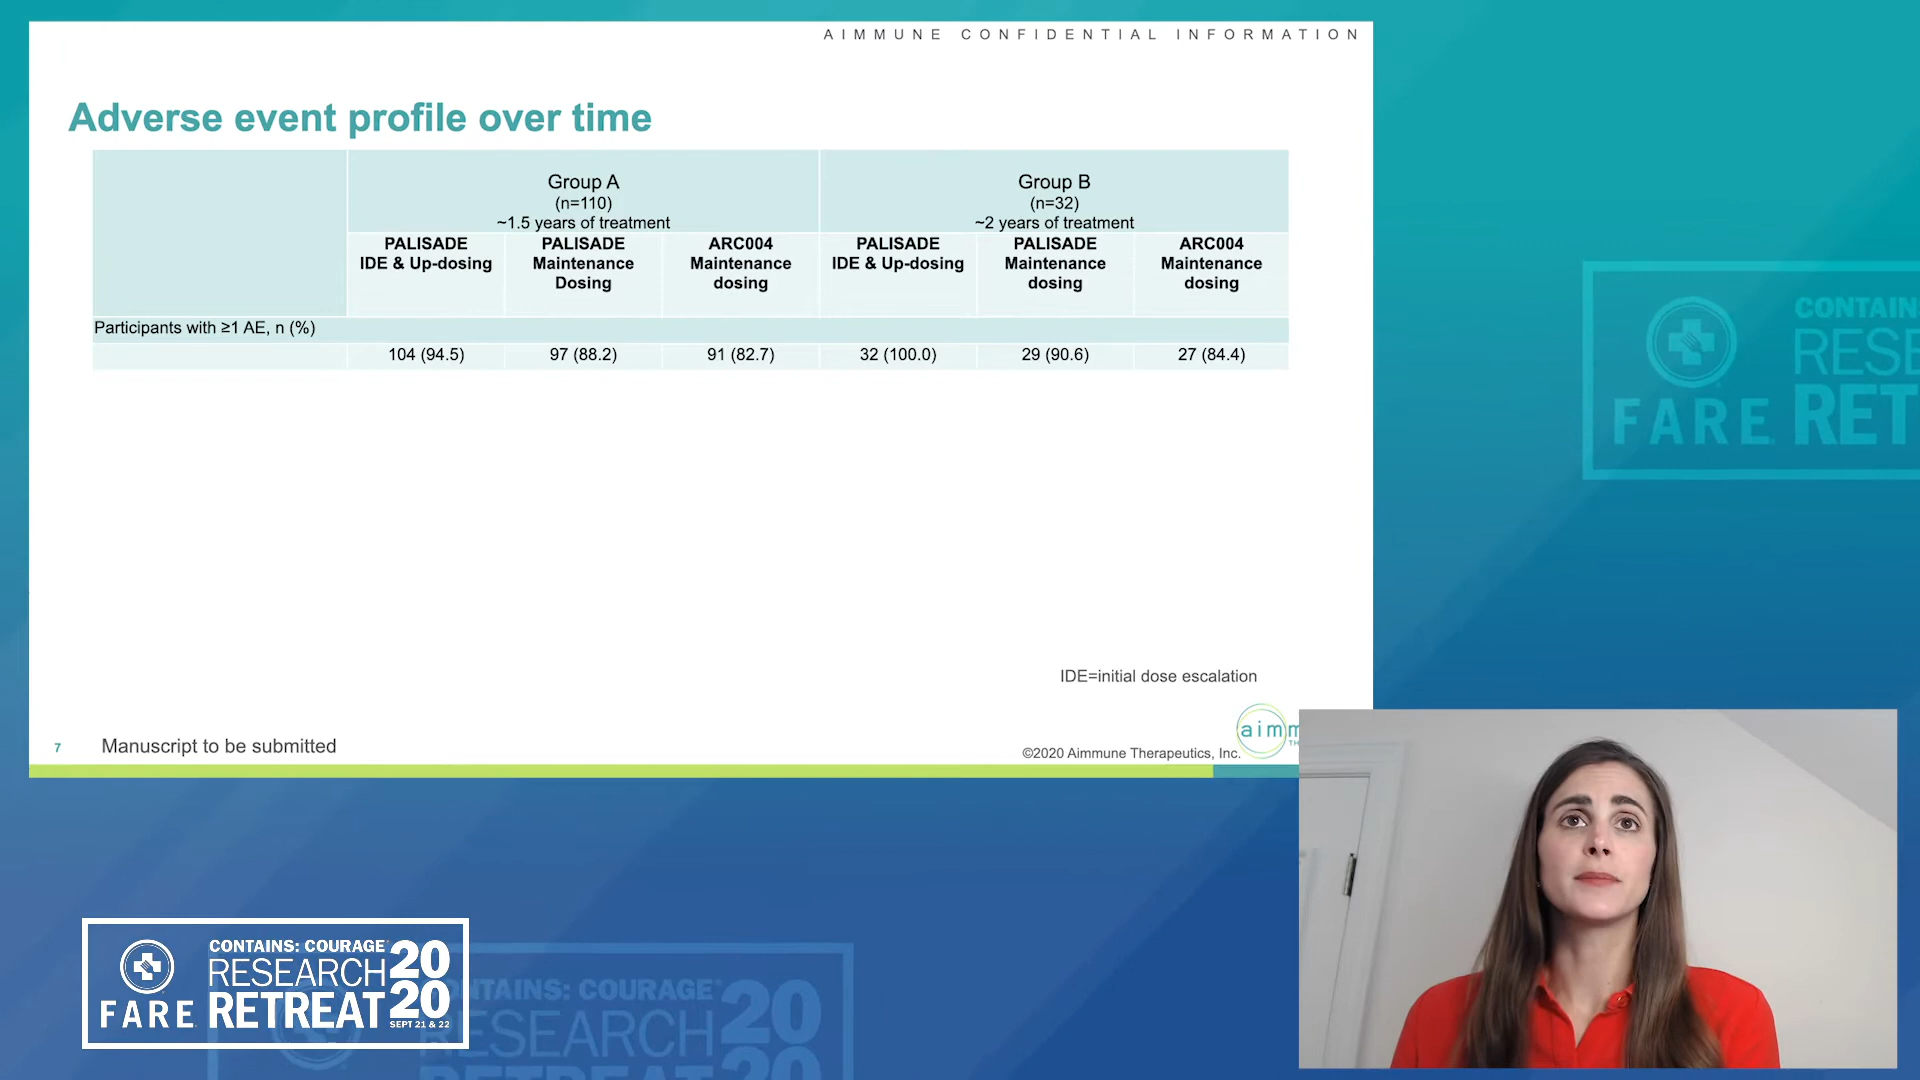 AIMMUNE CONFIDENTIAL INFORMATION
Adverse event profile over time
Group A
(n=110)
~1.5 years of treatment
Group B
(n=32)
~2 years of treatment
PALISADE
IDE & Up-dosing
PALISADE
Maintenance
Dosing
ARC004
Maintenance
dosing
PALISADE
IDE & Up-dosing
PALISADE
Maintenance
dosing
ARC004
Maintenance
dosing
Participants with ≥1 AE, n (%)
104 (94.5) 97 (88.2) 91 (82.7) 32 (100.0) 29 (90.6) 27 (84.4)
IDE=initial dose escalation
7 Manuscript to be submitted
©2020 Aimmune Therapeutics, Inc.
CONTAINS: COURAGE
RESEARCH
RETREAT
2020
SEPT 21 & 22
FARE
FARE